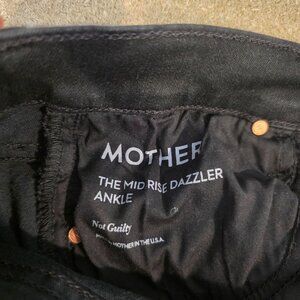 MOTHER
THE MID RISE DAZZLER
ANKLE
Not Guilty
MOTHER IN THE U.S.A.